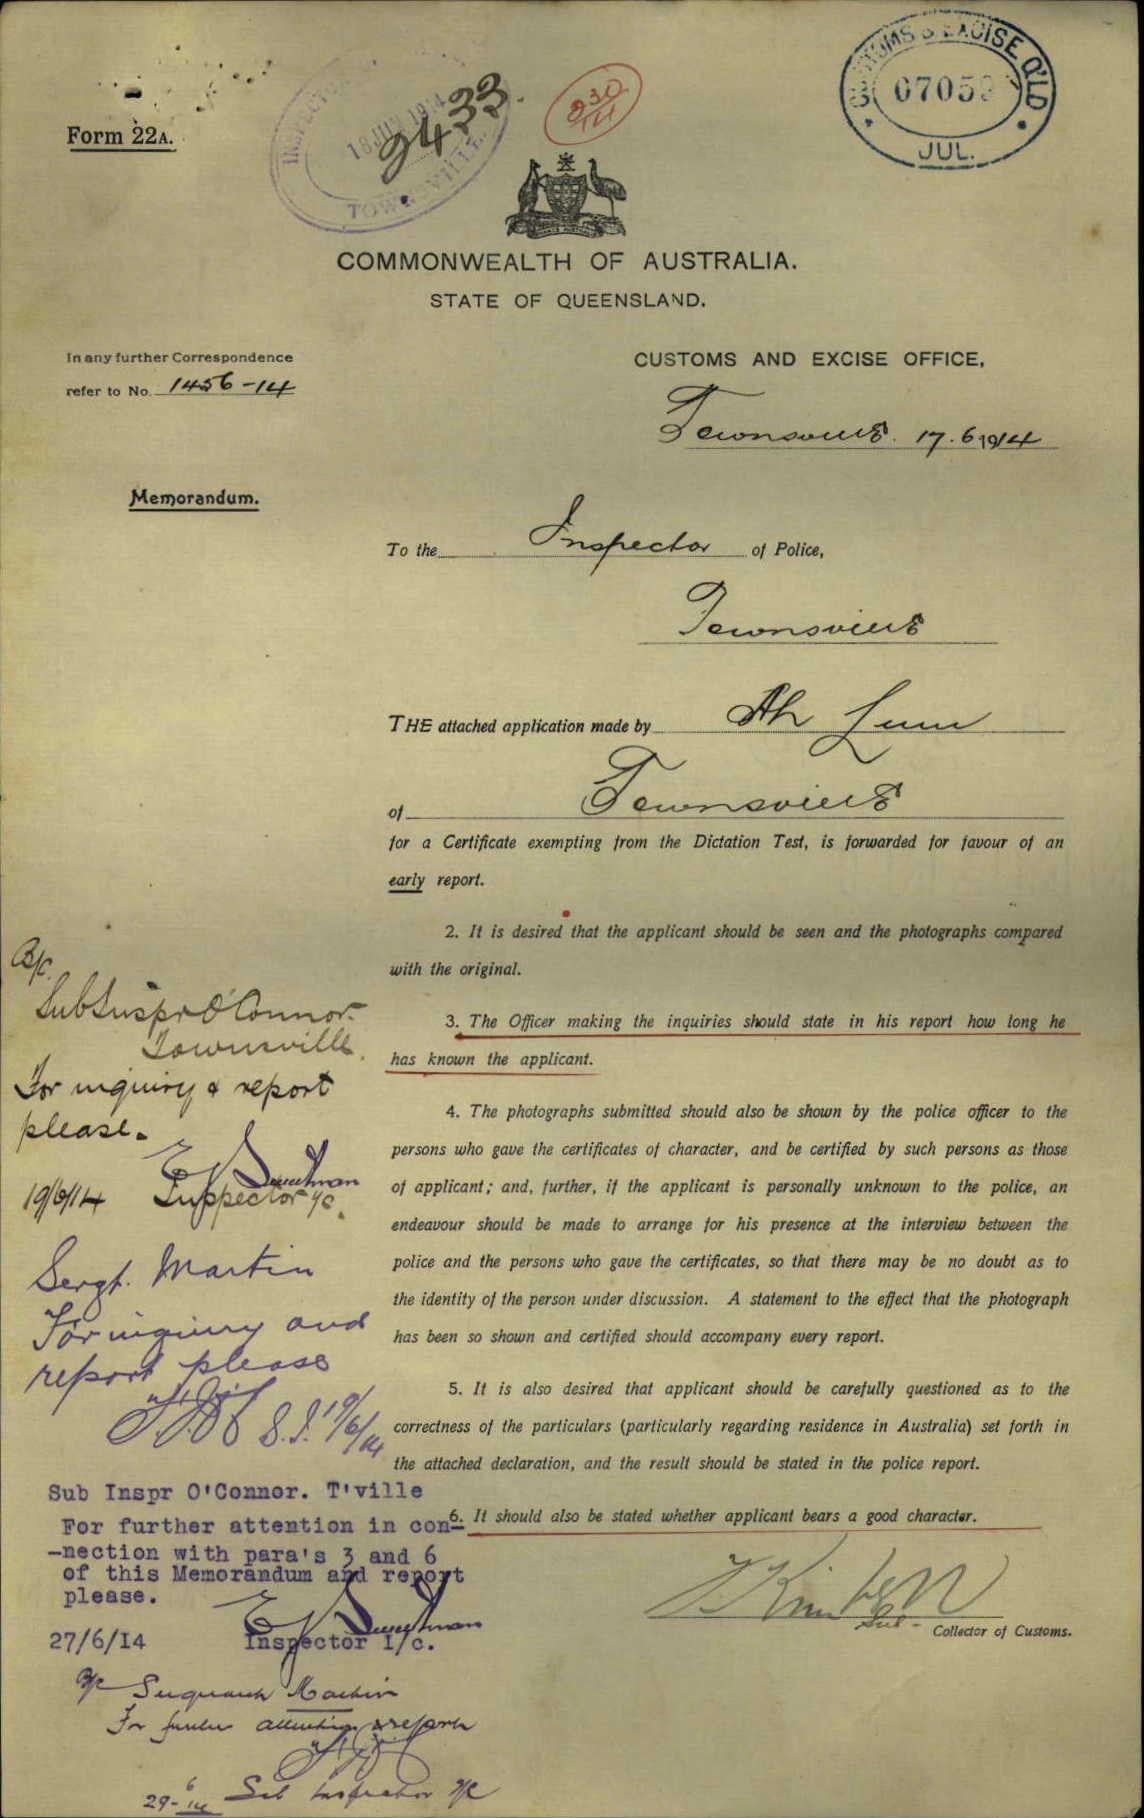 Form 22A.
INSPECTOR
18 JUN 1914
TOWNSVILLE
2433.
230/14
CUSTOMS & EXCISE Q'LD
07059
JUL.
COMMONWEALTH OF AUSTRALIA.
STATE OF QUEENSLAND.
In any further Correspondence
refer to No. 1456-14
CUSTOMS AND EXCISE OFFICE,
Townsville. 17.6.1914
Memorandum.
To the Inspector of Police,
Townsville
THE attached application made by Ah Lum
of Townsville
for a Certificate exempting from the Dictation Test, is forwarded for favour of an
early report.
2. It is desired that the applicant should be seen and the photographs compared
with the original.
3. The Officer making the inquiries should state in his report how long he
has known the applicant.
4. The photographs submitted should also be shown by the police officer to the
persons who gave the certificates of character, and be certified by such persons as those
of applicant; and, further, if the applicant is personally unknown to the police, an
endeavour should be made to arrange for his presence at the interview between the
police and the persons who gave the certificates, so that there may be no doubt as to
the identity of the person under discussion. A statement to the effect that the photograph
has been so shown and certified should accompany every report.
5. It is also desired that applicant should be carefully questioned as to the
correctness of the particulars (particularly regarding residence in Australia) set forth in
the attached declaration, and the result should be stated in the police report.
6. It should also be stated whether applicant bears a good character.
Sub-
Collector of Customs.
B/c.
Sub Inspr O'Connor.
Townsville.
For inquiry & report
please.
19/6/14 Inspector I/c.
Sergt. Martin
For inquiry and
report please
S.I. 19/6/14
Sub Inspr O'Connor. T'ville
For further attention in con-
-nection with para's 3 and 6
of this Memorandum and report
please.
27/6/14 Inspector I/c.
B/c Sergeant Martin
For further attention & report
29-6-14 Sub Inspector I/c